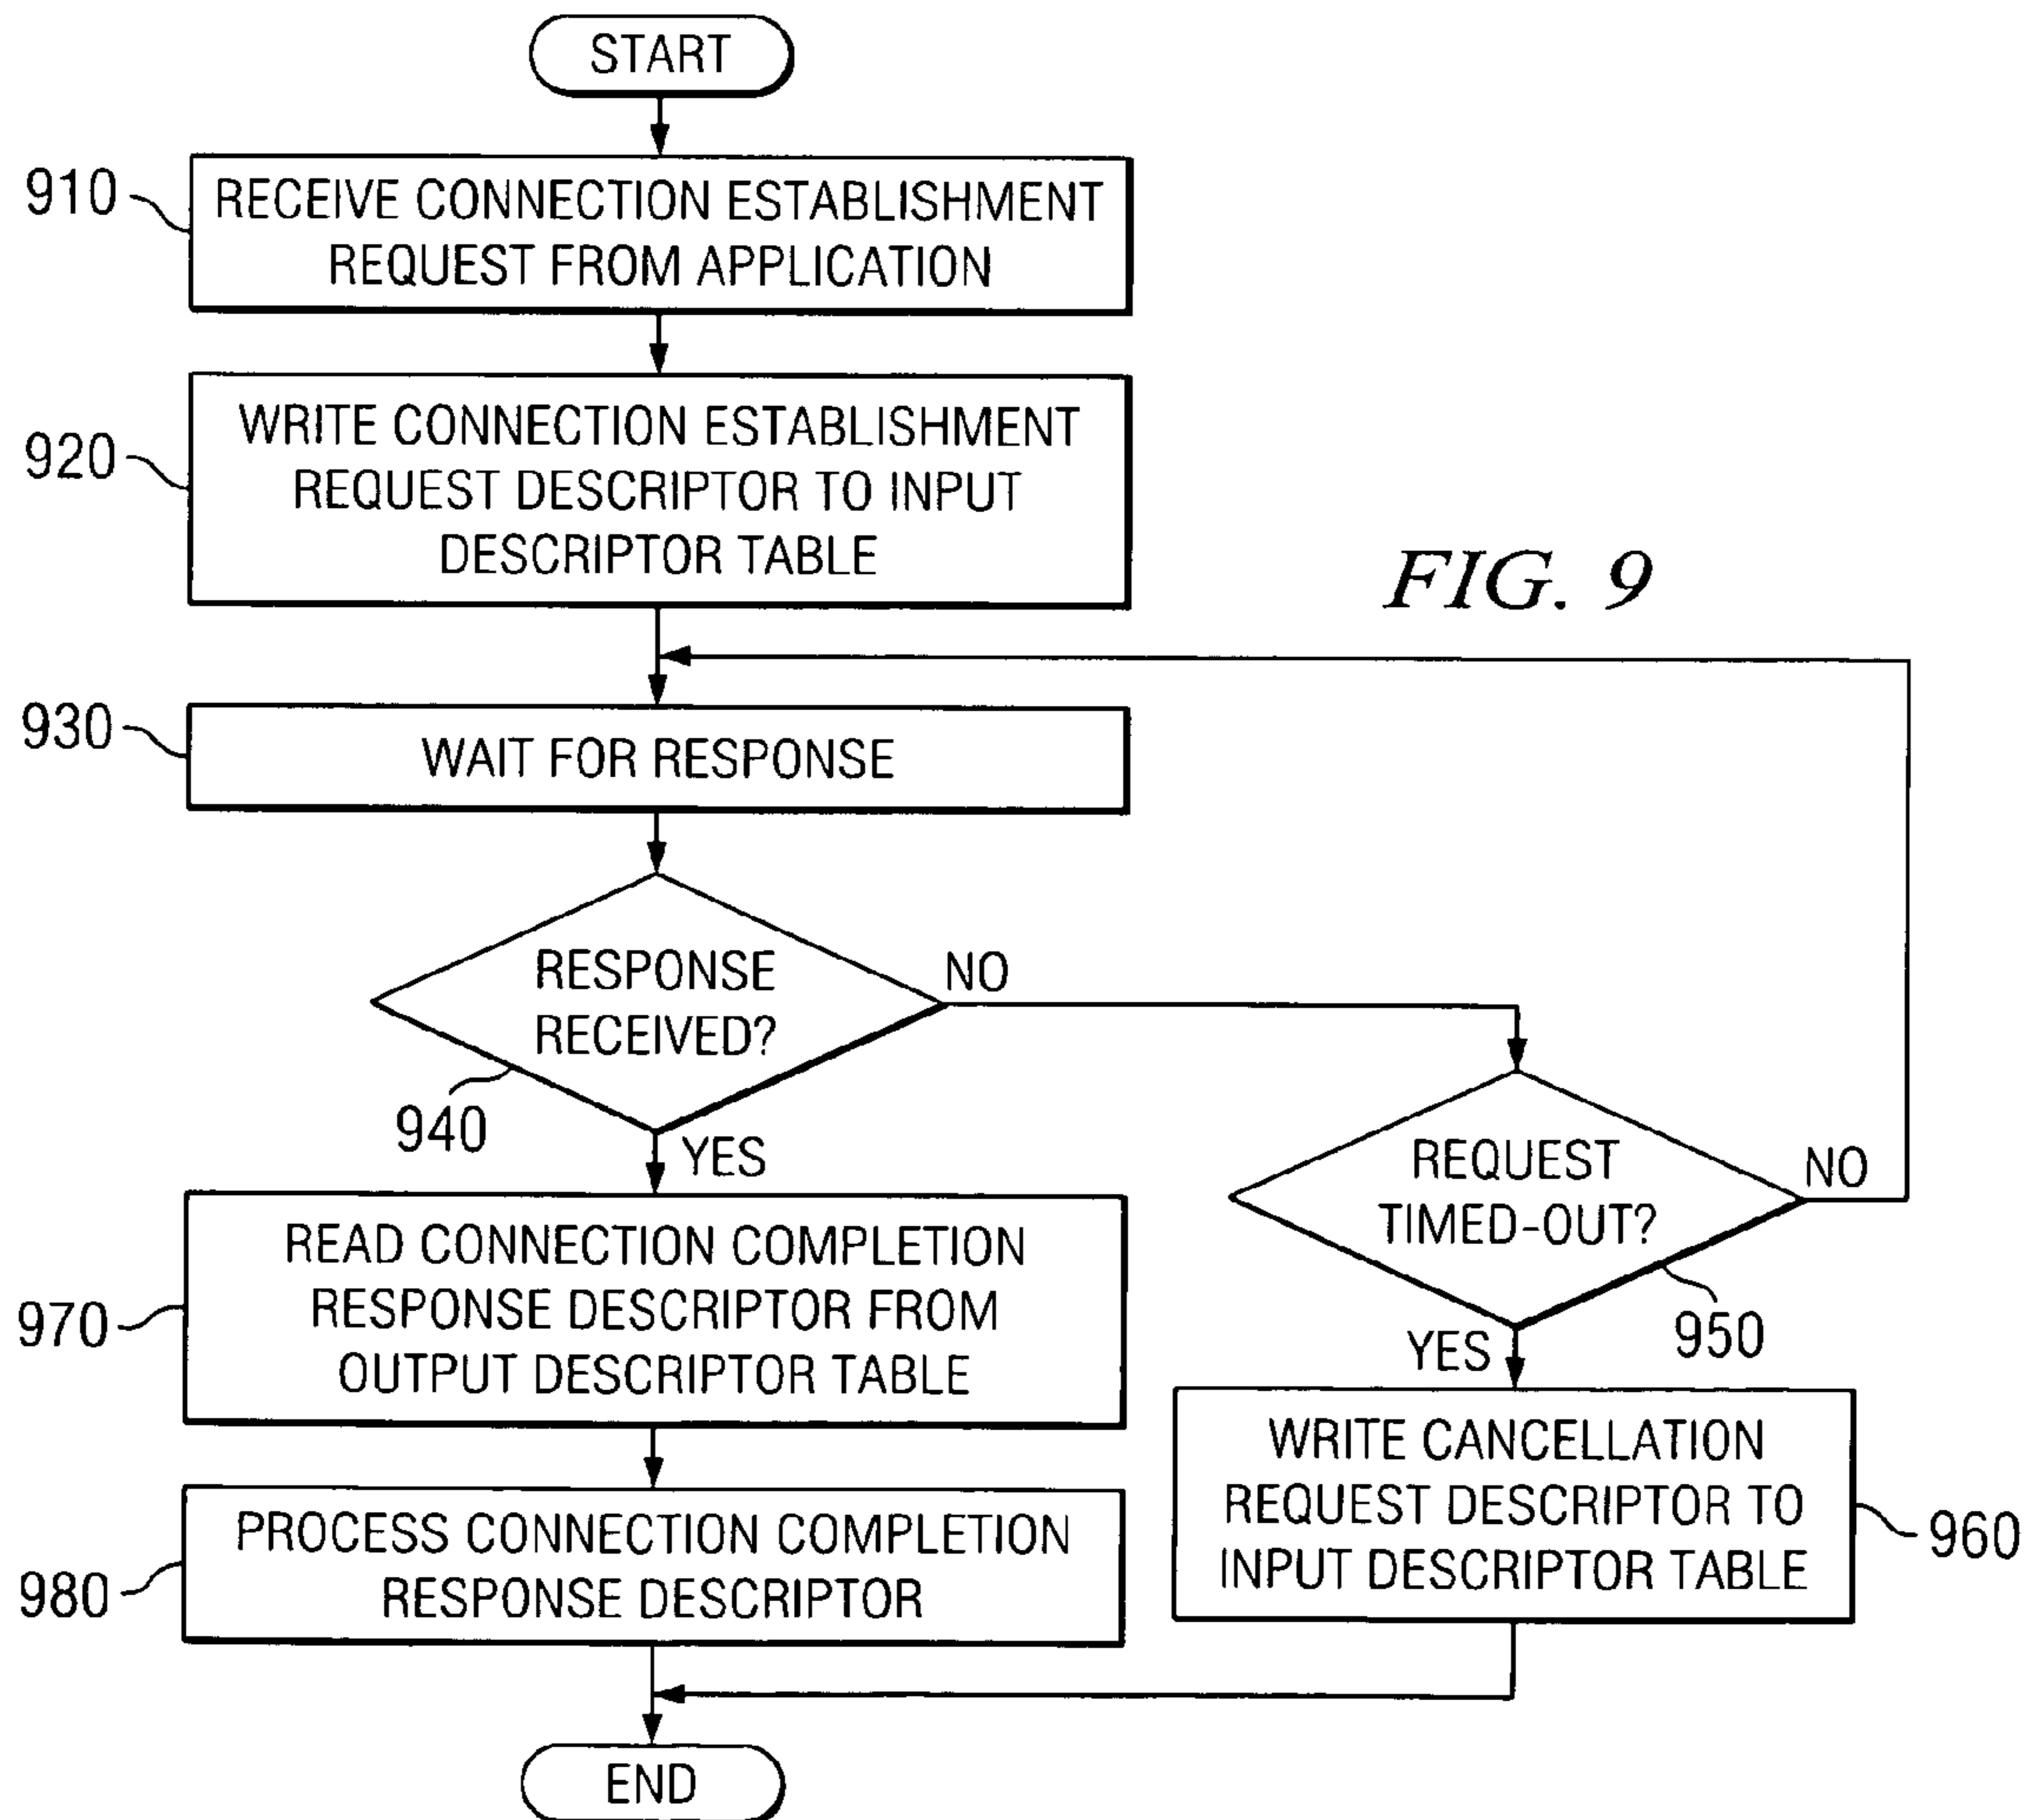 START
910
RECEIVE CONNECTION ESTABLISHMENT
REQUEST FROM APPLICATION
920
WRITE CONNECTION ESTABLISHMENT
REQUEST DESCRIPTOR TO INPUT
DESCRIPTOR TABLE
FIG. 9
930
WAIT FOR RESPONSE
RESPONSE
RECEIVED?
NO
940
YES
REQUEST
TIMED-OUT?
NO
950
YES
970
READ CONNECTION COMPLETION
RESPONSE DESCRIPTOR FROM
OUTPUT DESCRIPTOR TABLE
WRITE CANCELLATION
REQUEST DESCRIPTOR TO
INPUT DESCRIPTOR TABLE
960
980
PROCESS CONNECTION COMPLETION
RESPONSE DESCRIPTOR
END